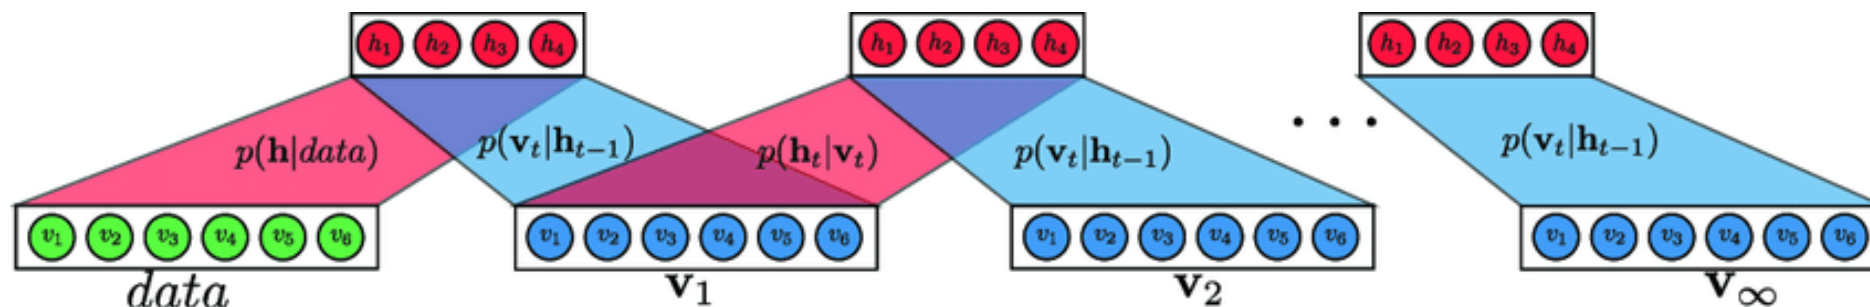 h₁ h₂ h₃ h₄ h₁ h₂ h₃ h₄ h₁ h₂ h₃ h₄
p(h|data) p(vₜ|hₜ₋₁) p(hₜ|vₜ) p(vₜ|hₜ₋₁) . . . p(vₜ|hₜ₋₁)
v₁ v₂ v₃ v₄ v₅ v₆ v₁ v₂ v₃ v₄ v₅ v₆ v₁ v₂ v₃ v₄ v₅ v₆ v₁ v₂ v₃ v₄ v₅ v₆
data v₁ v₂ v∞